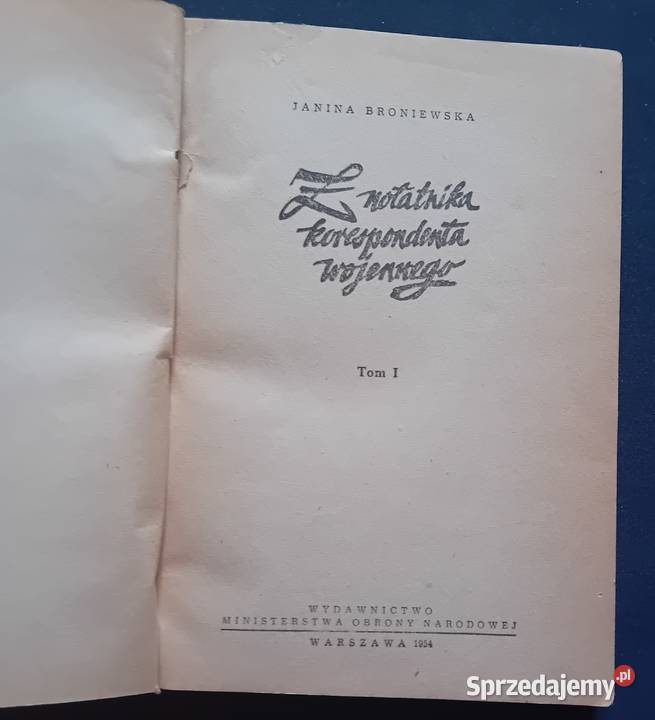 JANINA BRONIEWSKA
Z notatnika
korespondenta
wojennego
Tom I
WYDAWNICTWO
MINISTERSTWA OBRONY NARODOWEJ
WARSZAWA 1954
Sprzedajemy.pl